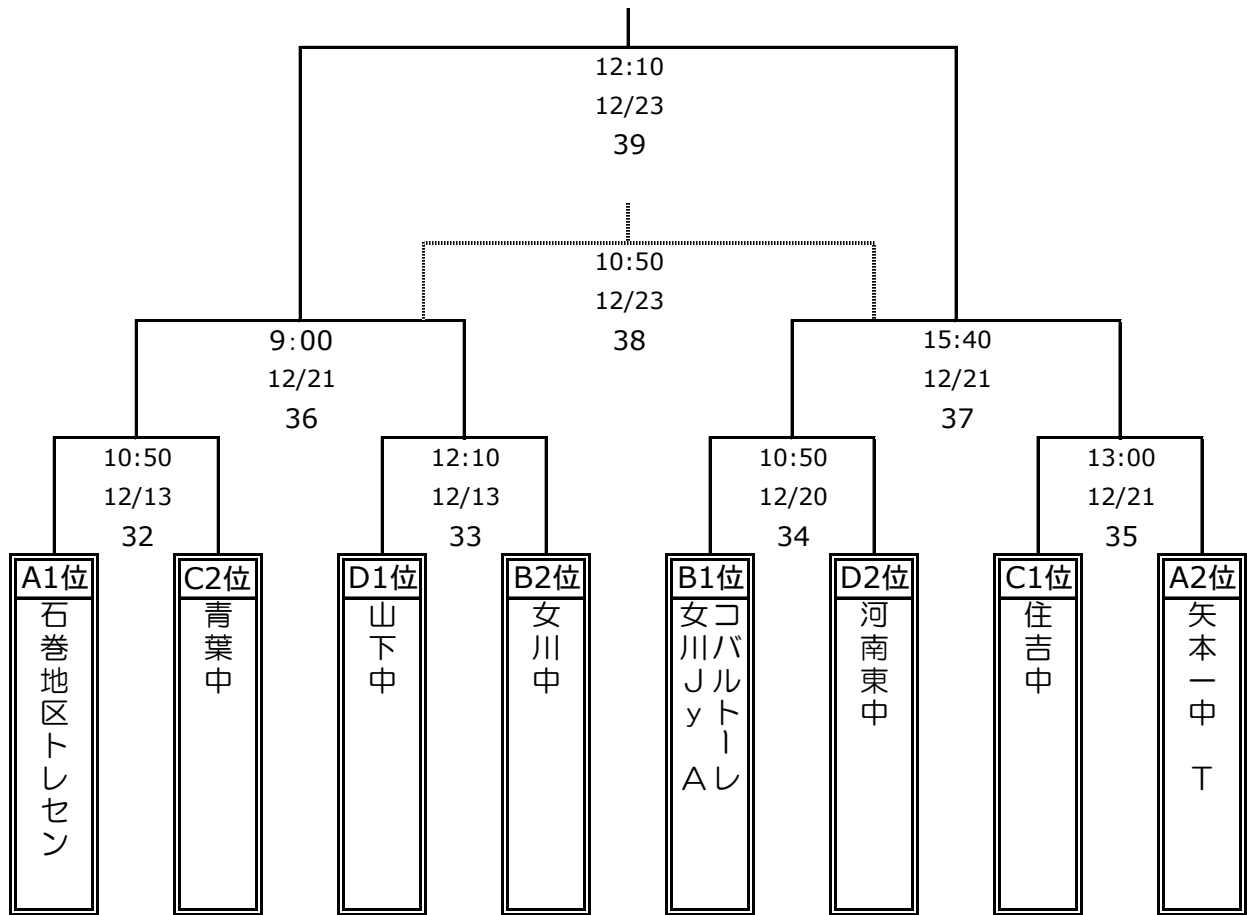 12:10
12/23
39
10:50
12/23
38
9:00
12/21
36
15:40
12/21
37
10:50
12/13
32
12:10
12/13
33
10:50
12/20
34
13:00
12/21
35
A1位
石巻地区トレセン
C2位
青葉中
D1位
山下中
B2位
女川中
B1位
コバルトーレ
女川Jy A
D2位
河南東中
C1位
住吉中
A2位
矢本一中 T